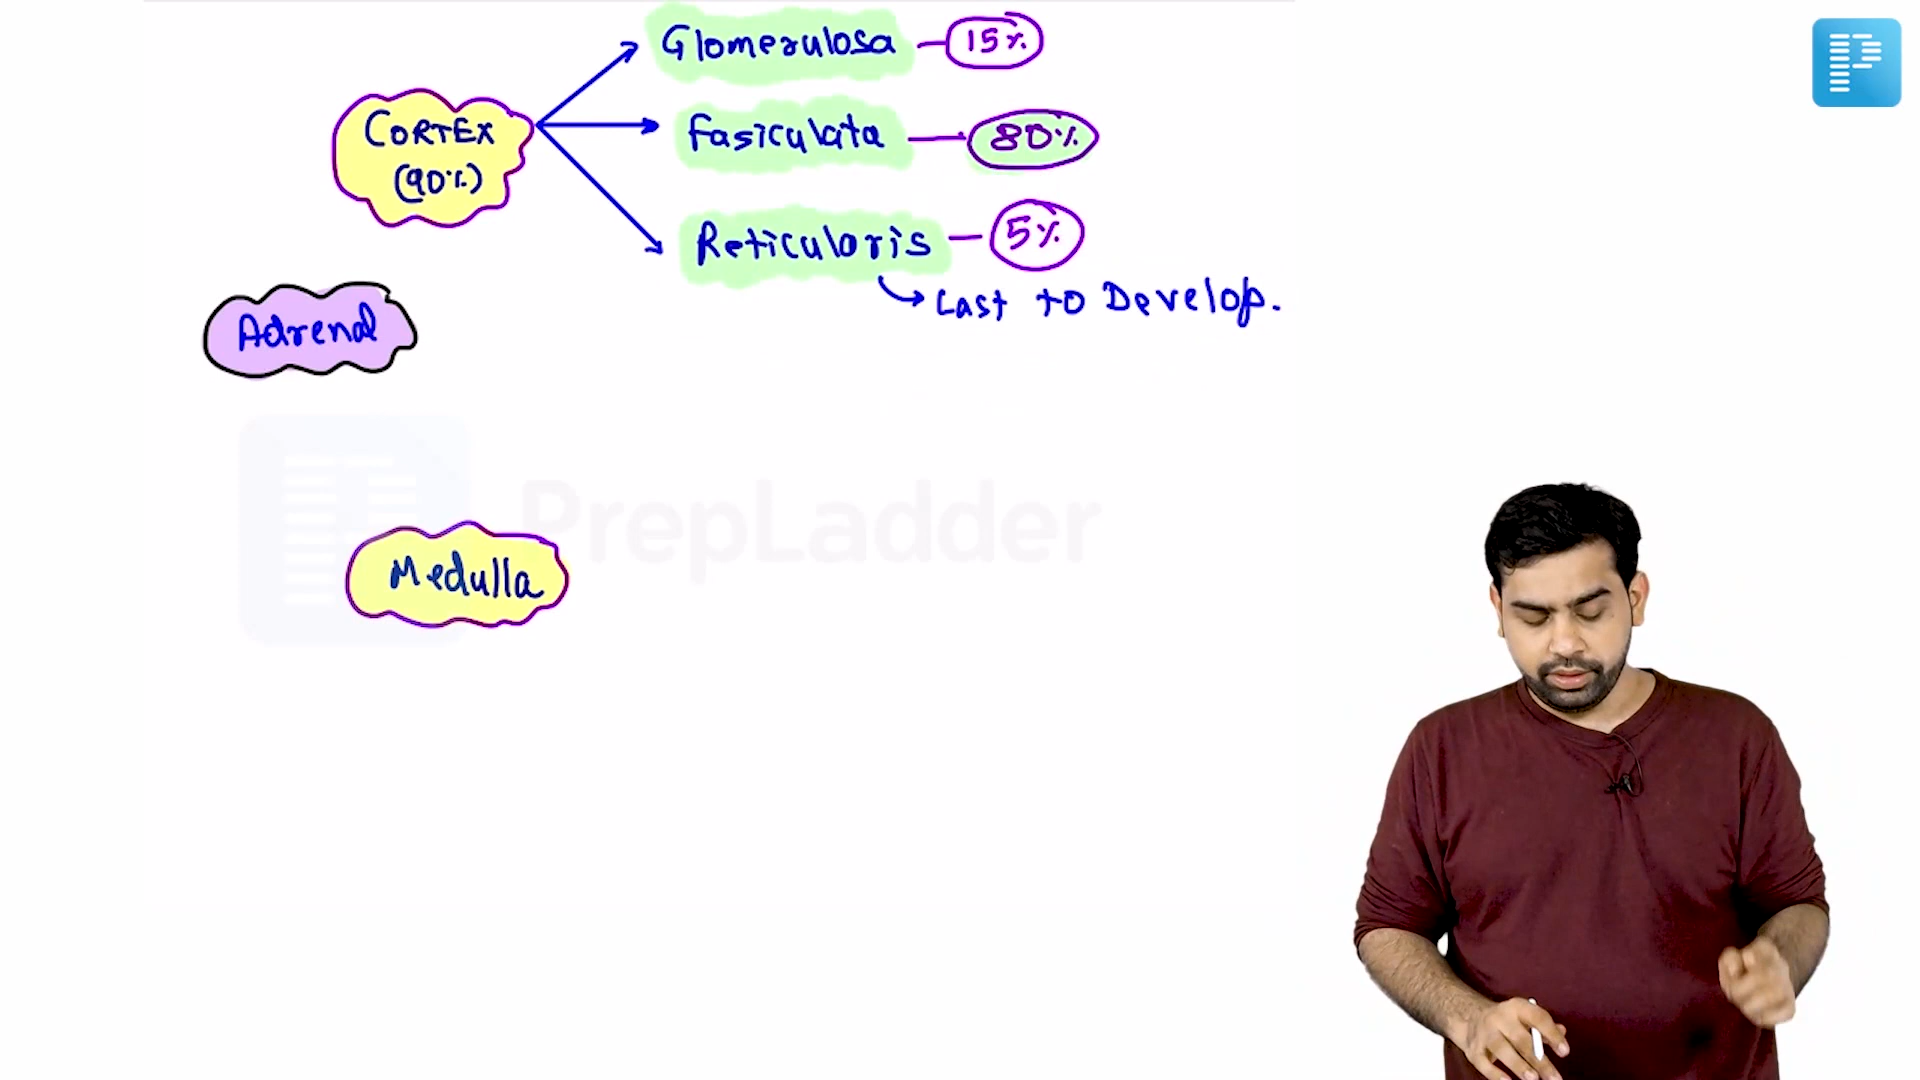 Glomerulosa - 15%
CORTEX
(90%)
Fasiculata - 80%
Reticularis - 5%
Last to Develop.
Adrenal
PrepLadder
Medulla